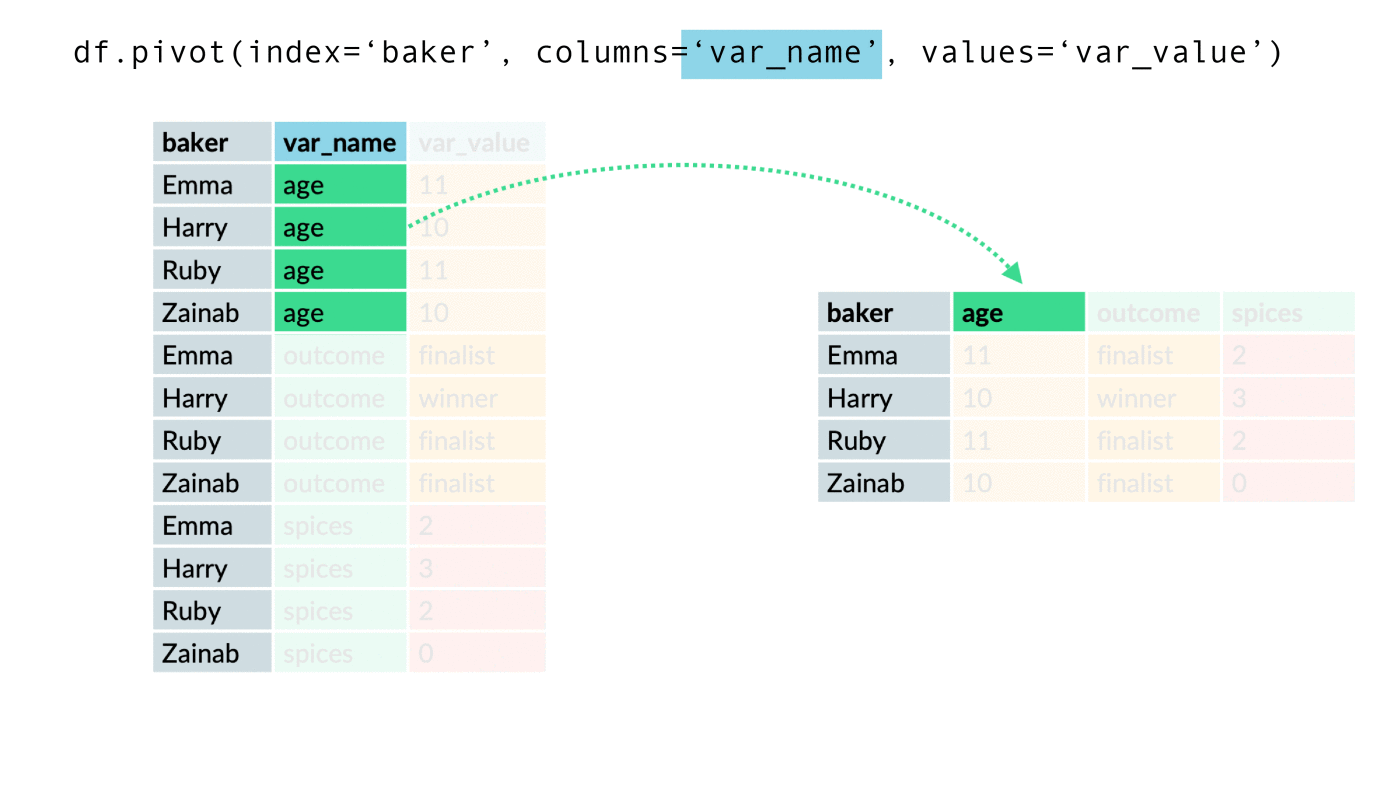 df.pivot(index=‘baker’, columns=‘var_name’, values=‘var_value’)
baker var_name var_value
Emma age 11
Harry age 10
Ruby age 11
Zainab age 10
Emma outcome finalist
Harry outcome winner
Ruby outcome finalist
Zainab outcome finalist
Emma spices 2
Harry spices 3
Ruby spices 2
Zainab spices 0
baker age outcome spices
Emma 11 finalist 2
Harry 10 winner 3
Ruby 11 finalist 2
Zainab 10 finalist 0